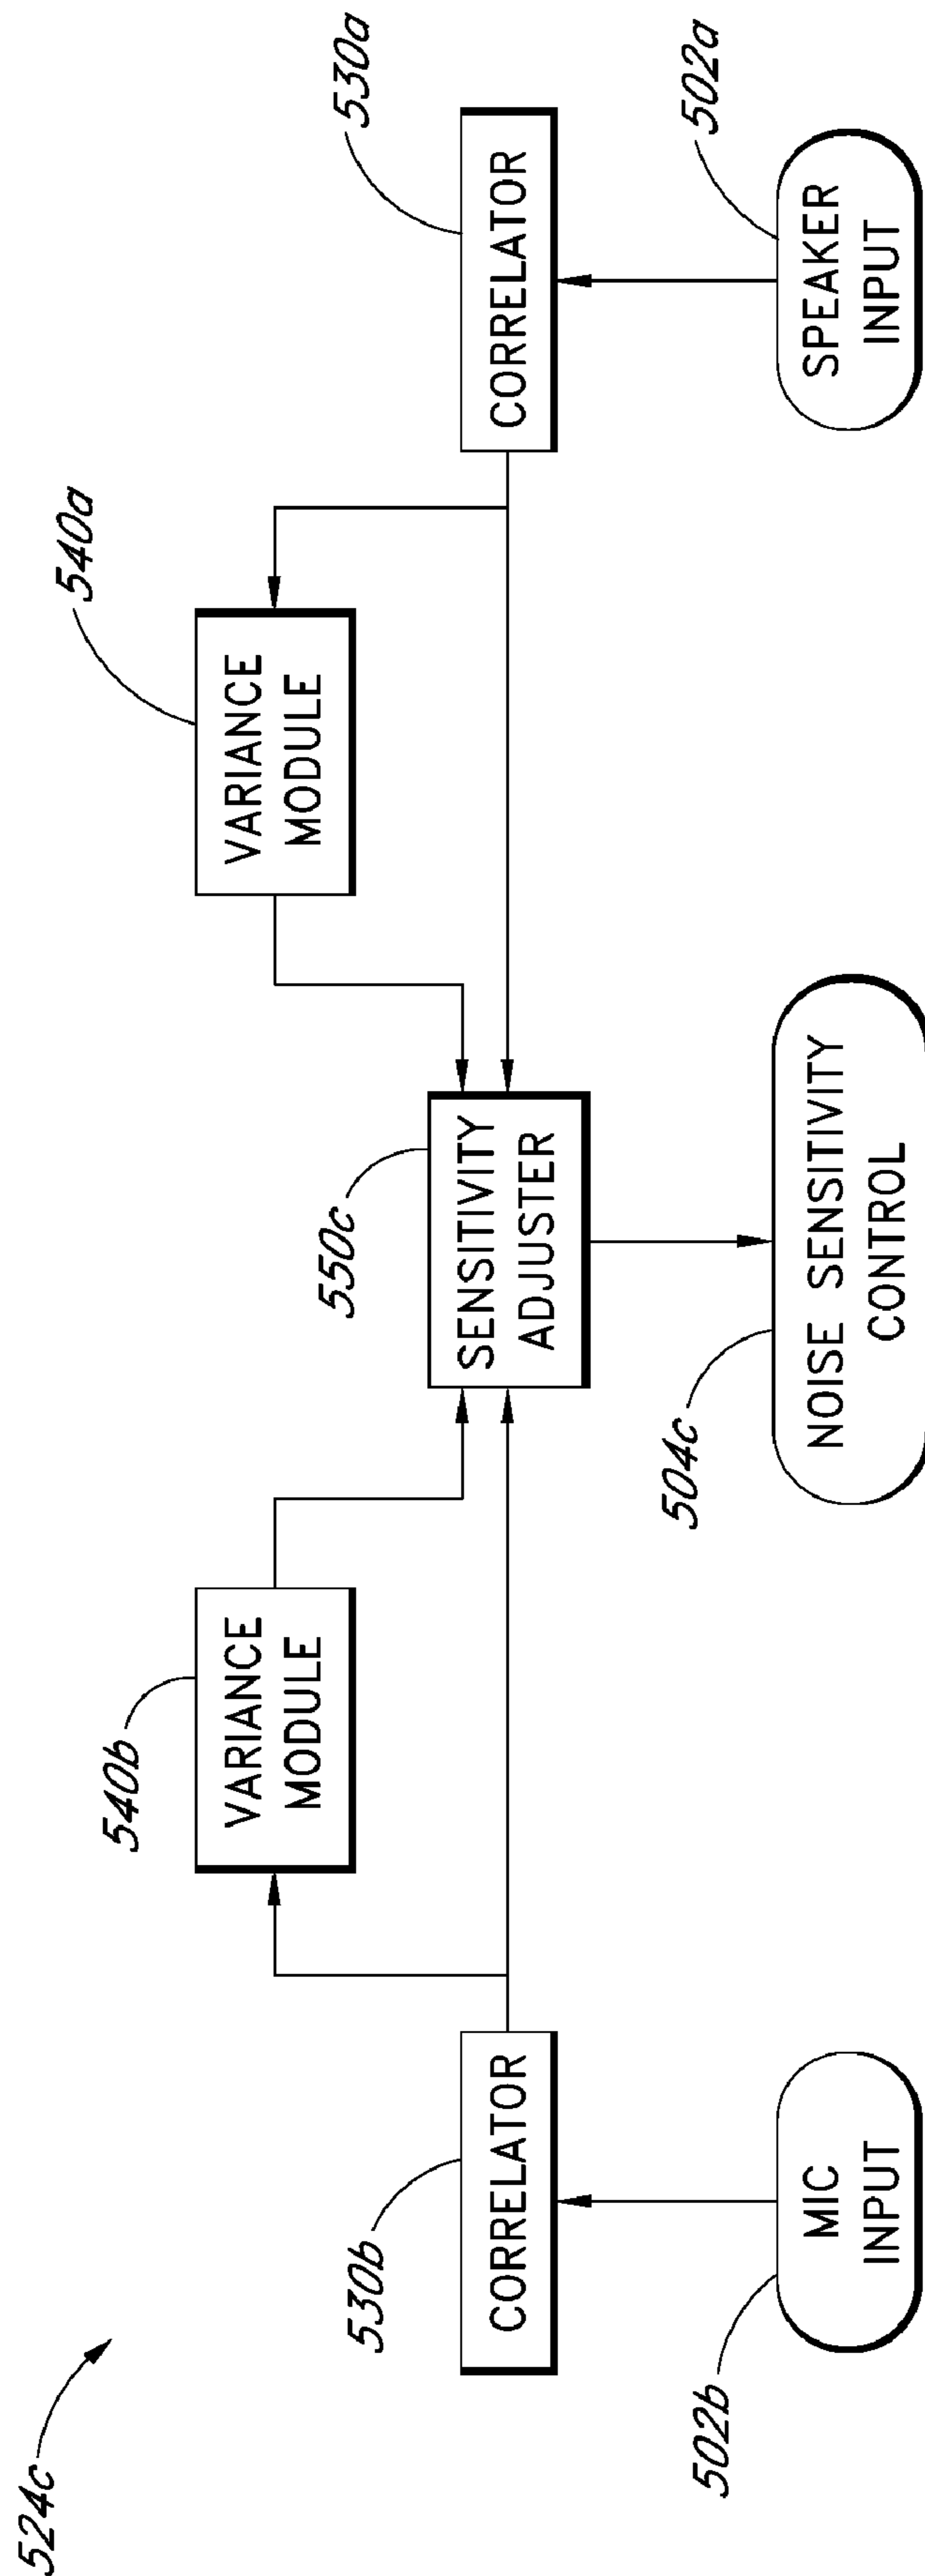 524c
540b
540a
VARIANCE
MODULE
VARIANCE
MODULE
530b
550c
530a
CORRELATOR
SENSITIVITY
ADJUSTER
CORRELATOR
502b
504c
502a
MIC
INPUT
NOISE SENSITIVITY
CONTROL
SPEAKER
INPUT